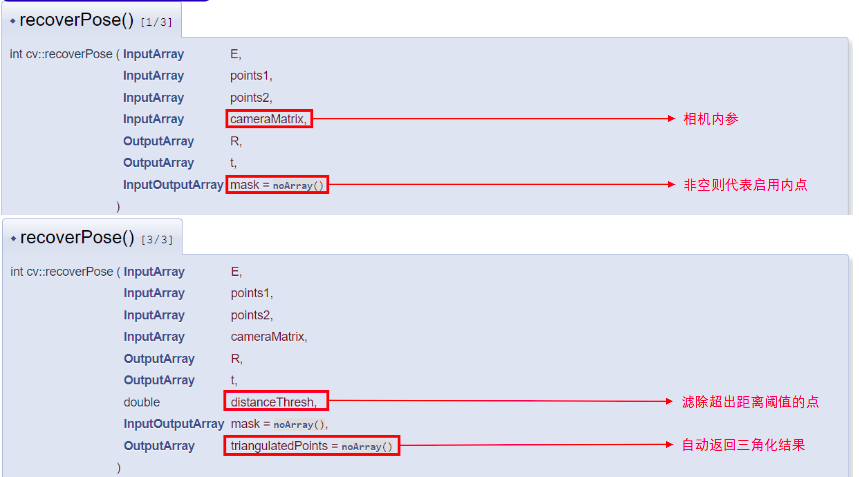 recoverPose() [1/3]
int cv::recoverPose ( InputArray E,
InputArray points1,
InputArray points2,
InputArray cameraMatrix, 相机内参
OutputArray R,
OutputArray t,
InputOutputArray mask = noArray() 非空则代表启用内点
)
recoverPose() [3/3]
int cv::recoverPose ( InputArray E,
InputArray points1,
InputArray points2,
InputArray cameraMatrix,
OutputArray R,
OutputArray t,
double distanceThresh, 滤除超出距离阈值的点
InputOutputArray mask = noArray(),
OutputArray triangulatedPoints = noArray() 自动返回三角化结果
)